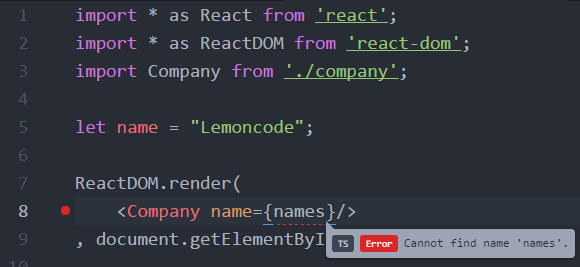 1 import * as React from 'react';
2 import * as ReactDOM from 'react-dom';
3 import Company from './company';
4
5 let name = "Lemoncode";
6
7 ReactDOM.render(
8 <Company name={names}/>
9 , document.getElementByI
TS Error Cannot find name 'names'.